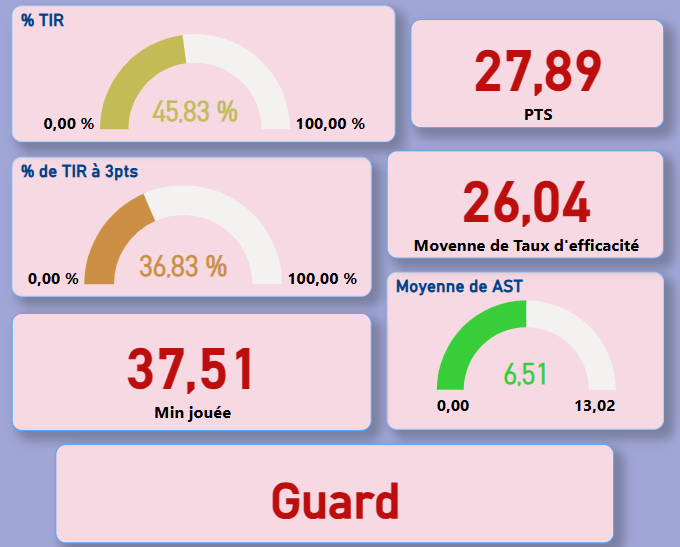 % TIR
0,00 %
45,83 %
100,00 %
27,89
PTS
% de TIR à 3pts
0,00 %
36,83 %
100,00 %
26,04
Movenne de Taux d'efficacité
37,51
Min jouée
Moyenne de AST
6,51
0,00
13,02
Guard